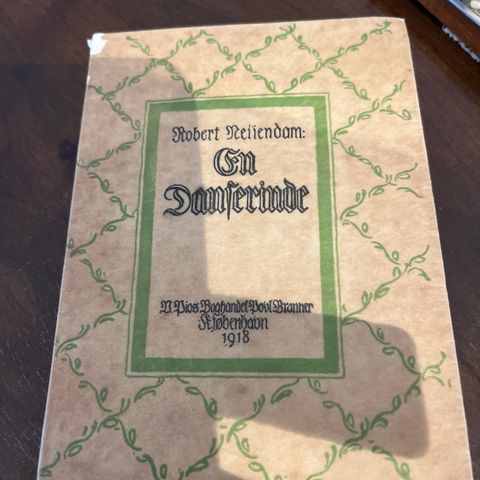 Robert Neiiendam:
En
Danserinde
V. Pios Boghandel-Povl Branner
Kjøbenhavn
1918